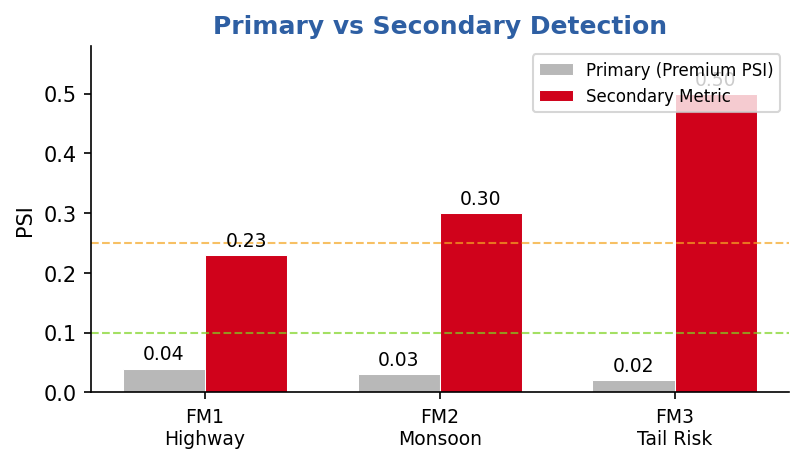 Primary vs Secondary Detection
Primary (Premium PSI)
Secondary Metric
0.50
0.5
0.4
0.3
0.2
0.1
0.0
PSI
0.04
0.23
0.03
0.30
0.02
FM1
Highway
FM2
Monsoon
FM3
Tail Risk